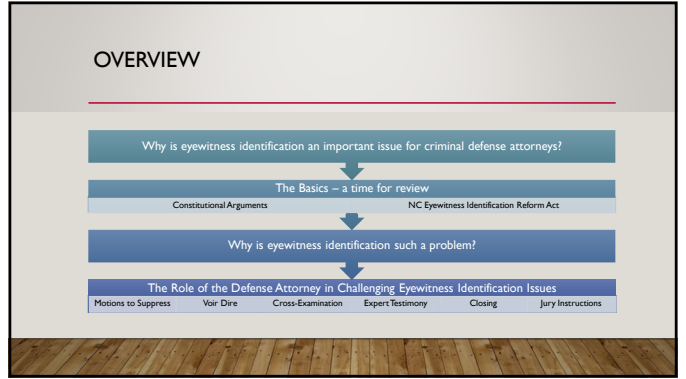 OVERVIEW
Why is eyewitness identification an important issue for criminal defense attorneys?
The Basics – a time for review
Constitutional Arguments
NC Eyewitness Identification Reform Act
Why is eyewitness identification such a problem?
The Role of the Defense Attorney in Challenging Eyewitness Identification Issues
Motions to Suppress
Voir Dire
Cross-Examination
Expert Testimony
Closing
Jury Instructions